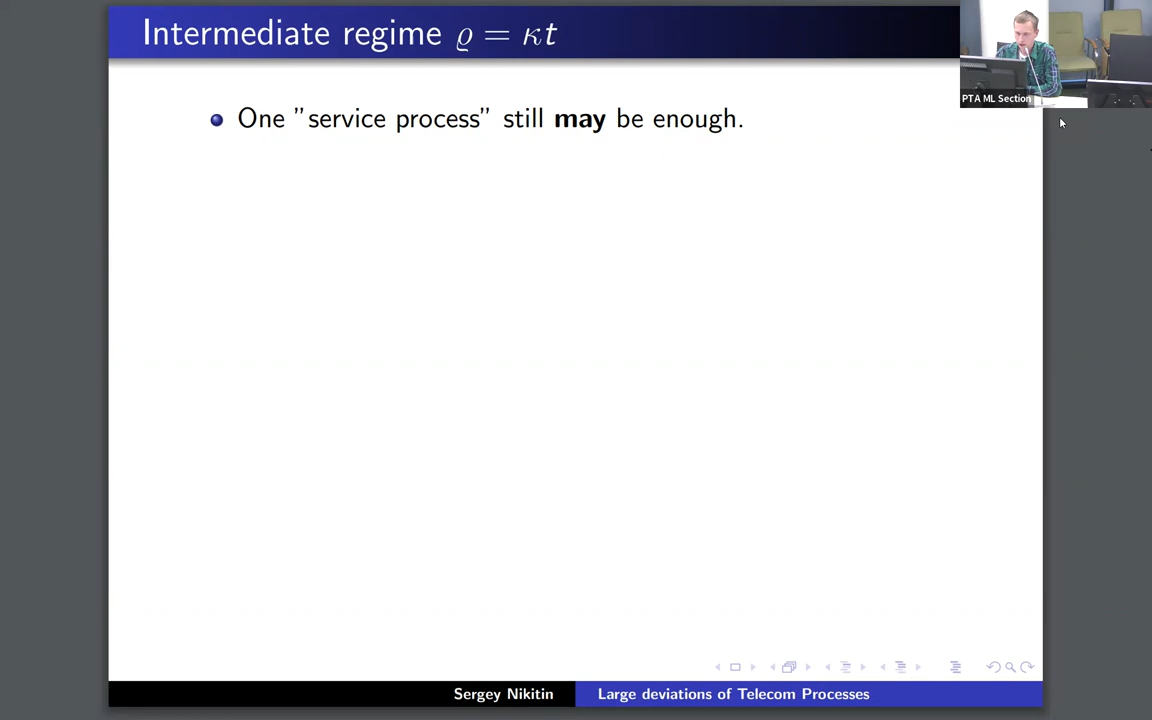 Intermediate regime ϱ = κt
PTA ML Section
One ”service process” still may be enough.
Sergey Nikitin
Large deviations of Telecom Processes